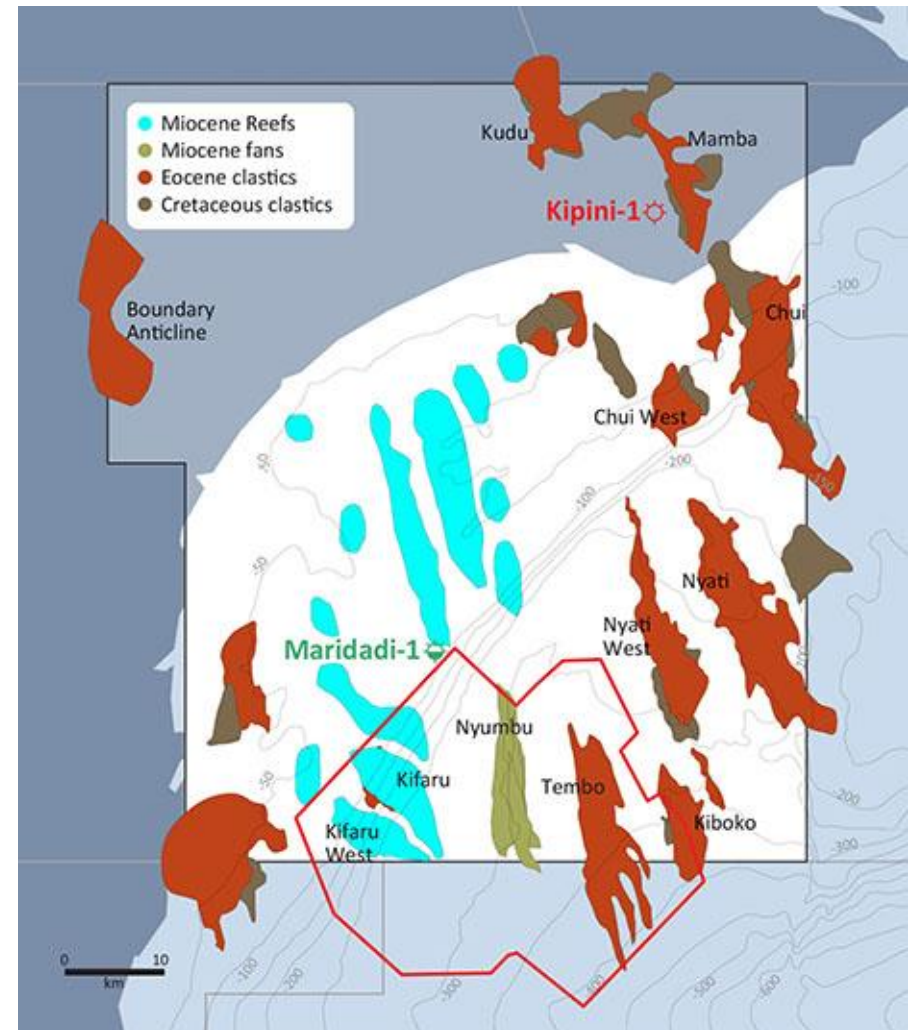 Miocene Reefs
Miocene fans
Eocene clastics
Cretaceous clastics
Kudu
Mamba
Kipini-1
Boundary
Anticline
-100
Chui
Chui West
-50
-200
-150
-100
-50
Nyati
Nyati
West
Maridadi-1
Nyumbu
-50
Kifaru
Tembo
-200
Kiboko
Kifaru
West
-300
0
10
km
-100
-200
-300
-400
-500
-600